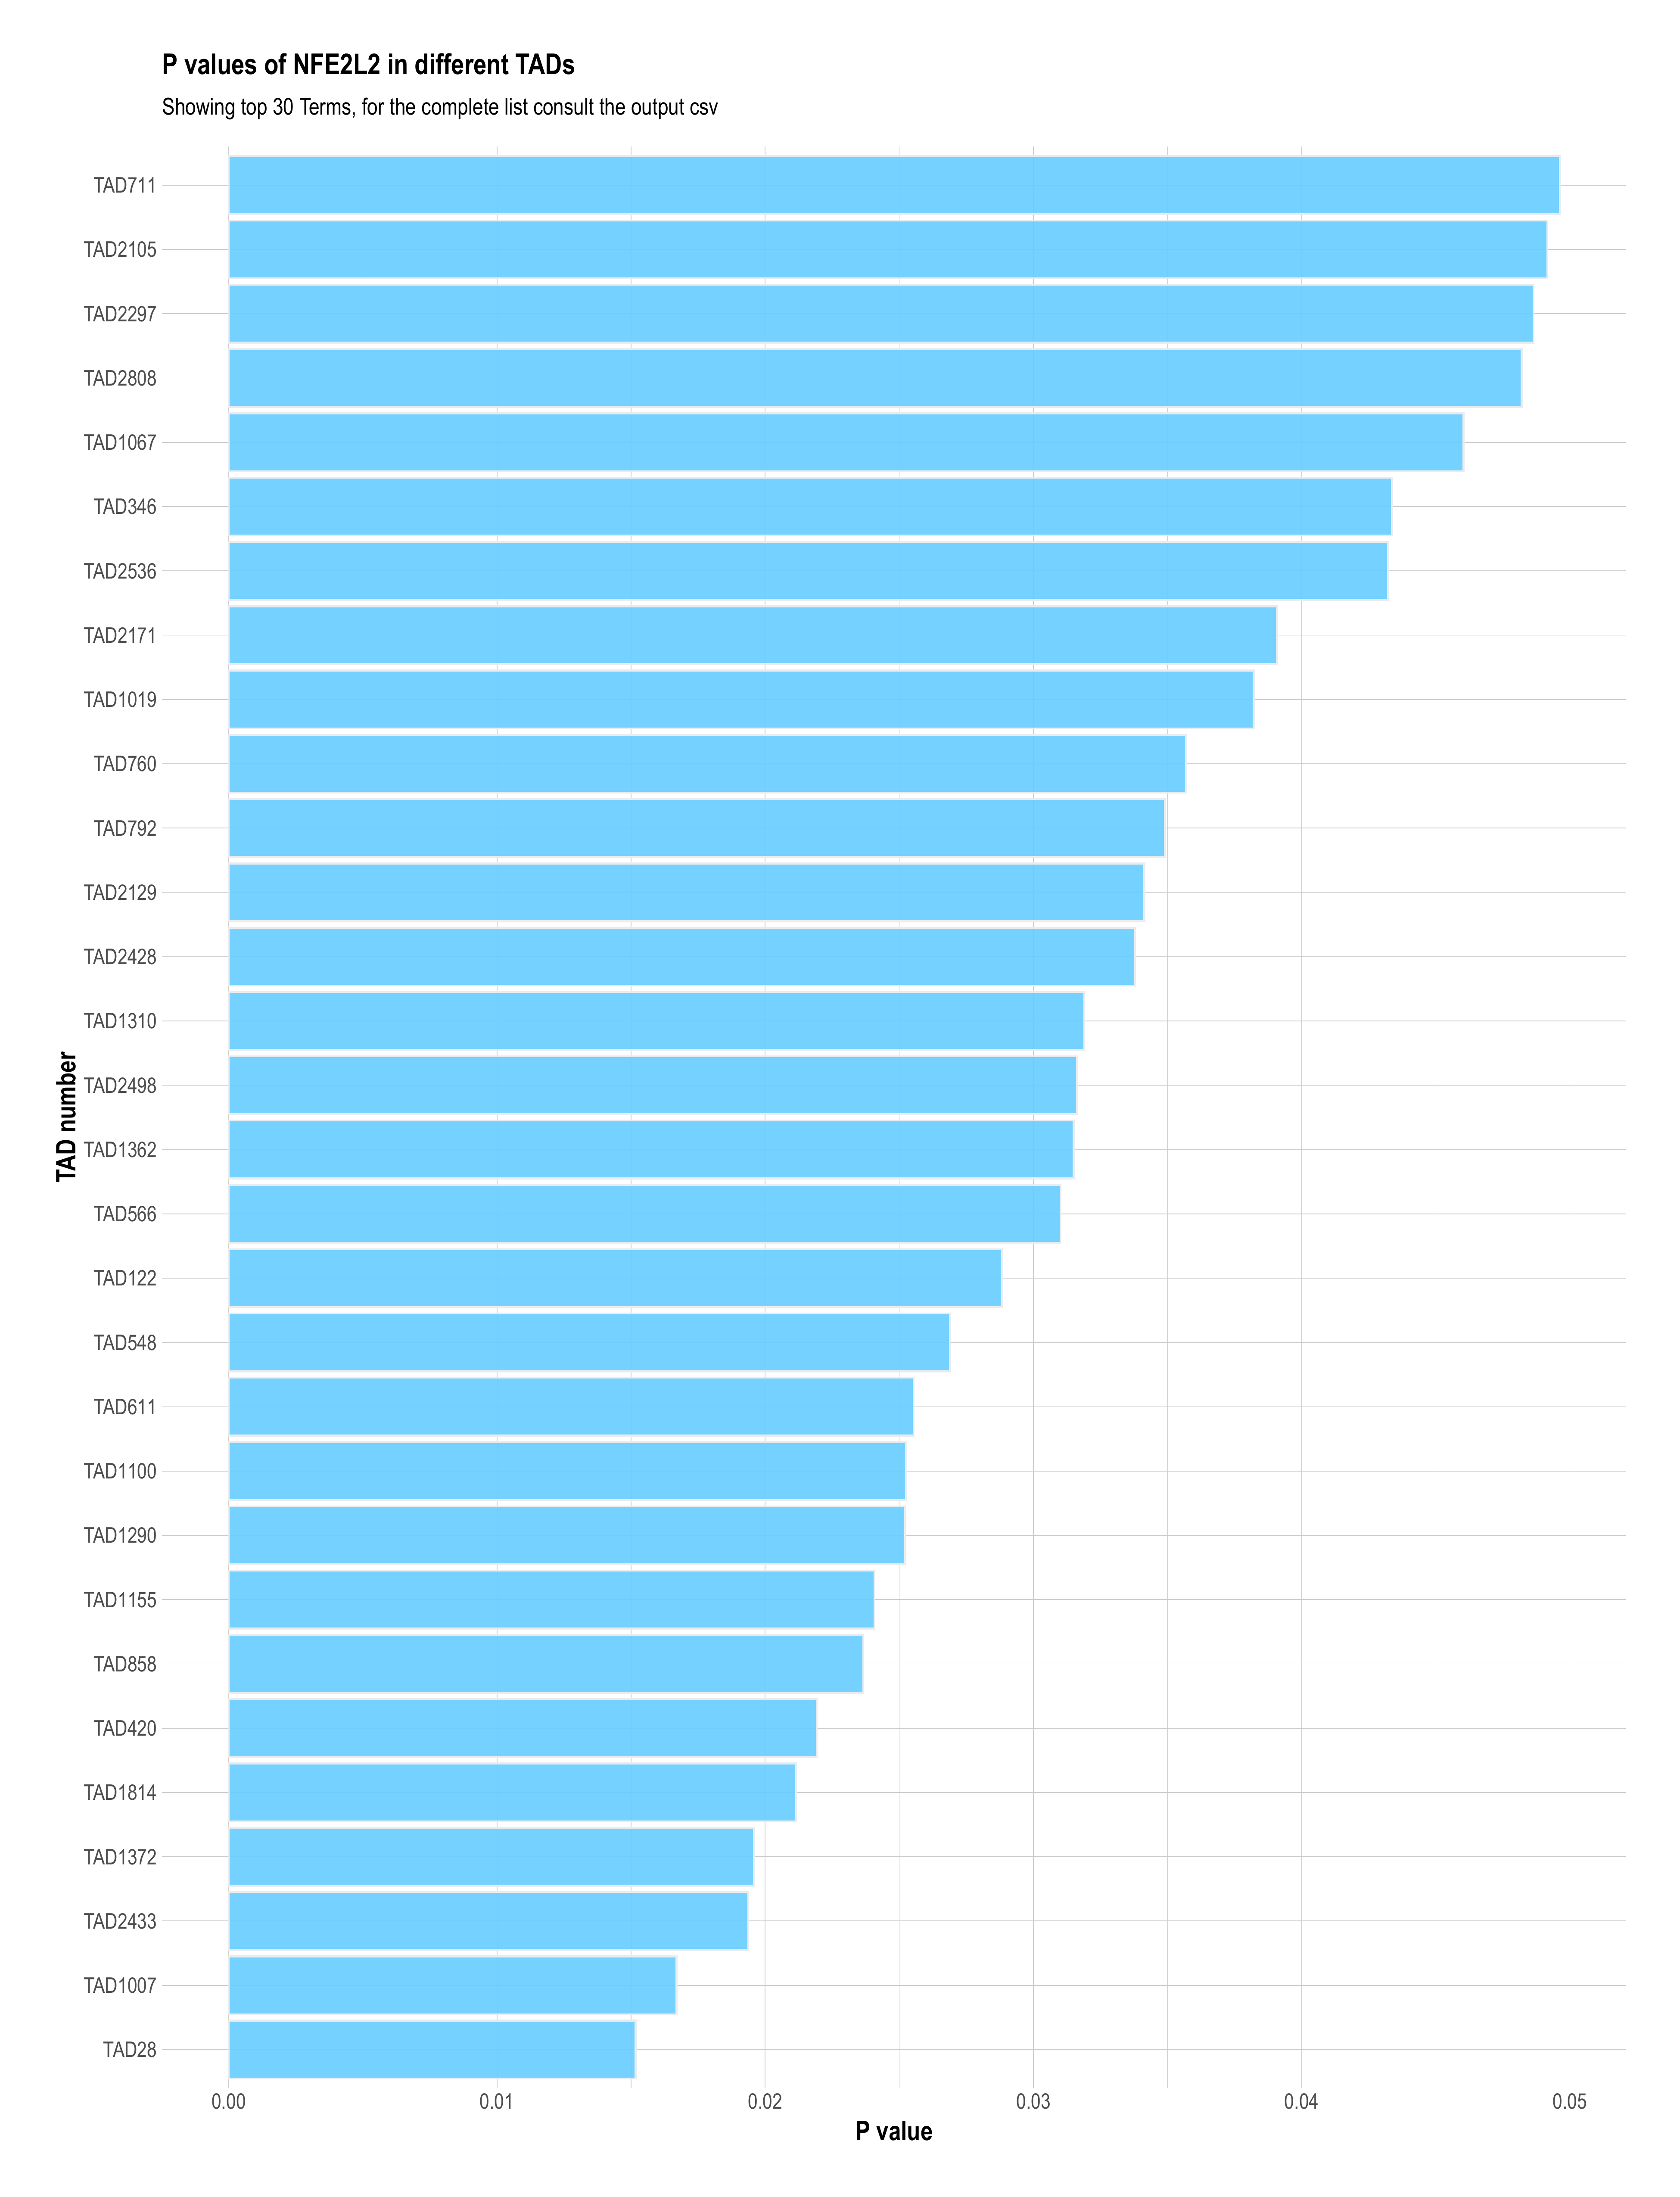 P values of NFE2L2 in different TADs
Showing top 30 Terms, for the complete list consult the output csv
TAD711
TAD2105
TAD2297
TAD2808
TAD1067
TAD346
TAD2536
TAD2171
TAD1019
TAD760
TAD792
TAD2129
TAD2428
TAD1310
TAD2498
TAD1362
TAD566
TAD122
TAD548
TAD611
TAD1100
TAD1290
TAD1155
TAD858
TAD420
TAD1814
TAD1372
TAD2433
TAD1007
TAD28
TAD number
0.00 0.01 0.02 0.03 0.04 0.05
P value